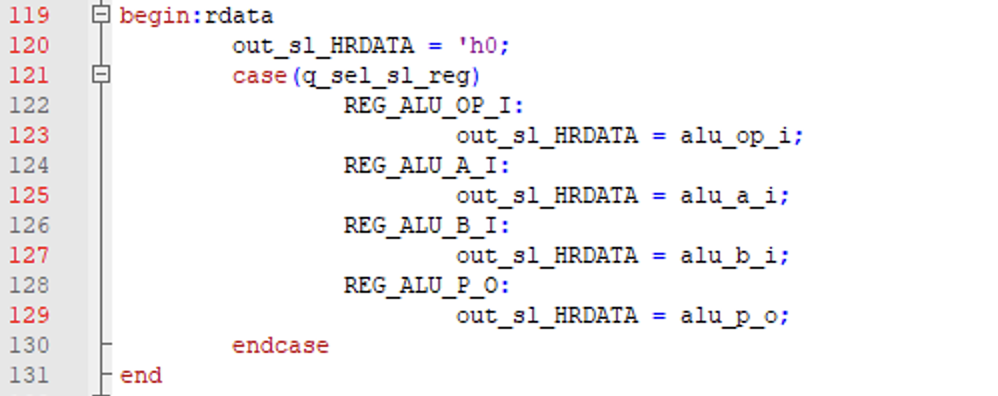 119 begin:rdata
120 out_sl_HRDATA = 'h0;
121 case(q_sel_sl_reg)
122 REG_ALU_OP_I:
123 out_sl_HRDATA = alu_op_i;
124 REG_ALU_A_I:
125 out_sl_HRDATA = alu_a_i;
126 REG_ALU_B_I:
127 out_sl_HRDATA = alu_b_i;
128 REG_ALU_P_O:
129 out_sl_HRDATA = alu_p_o;
130 endcase
131 end